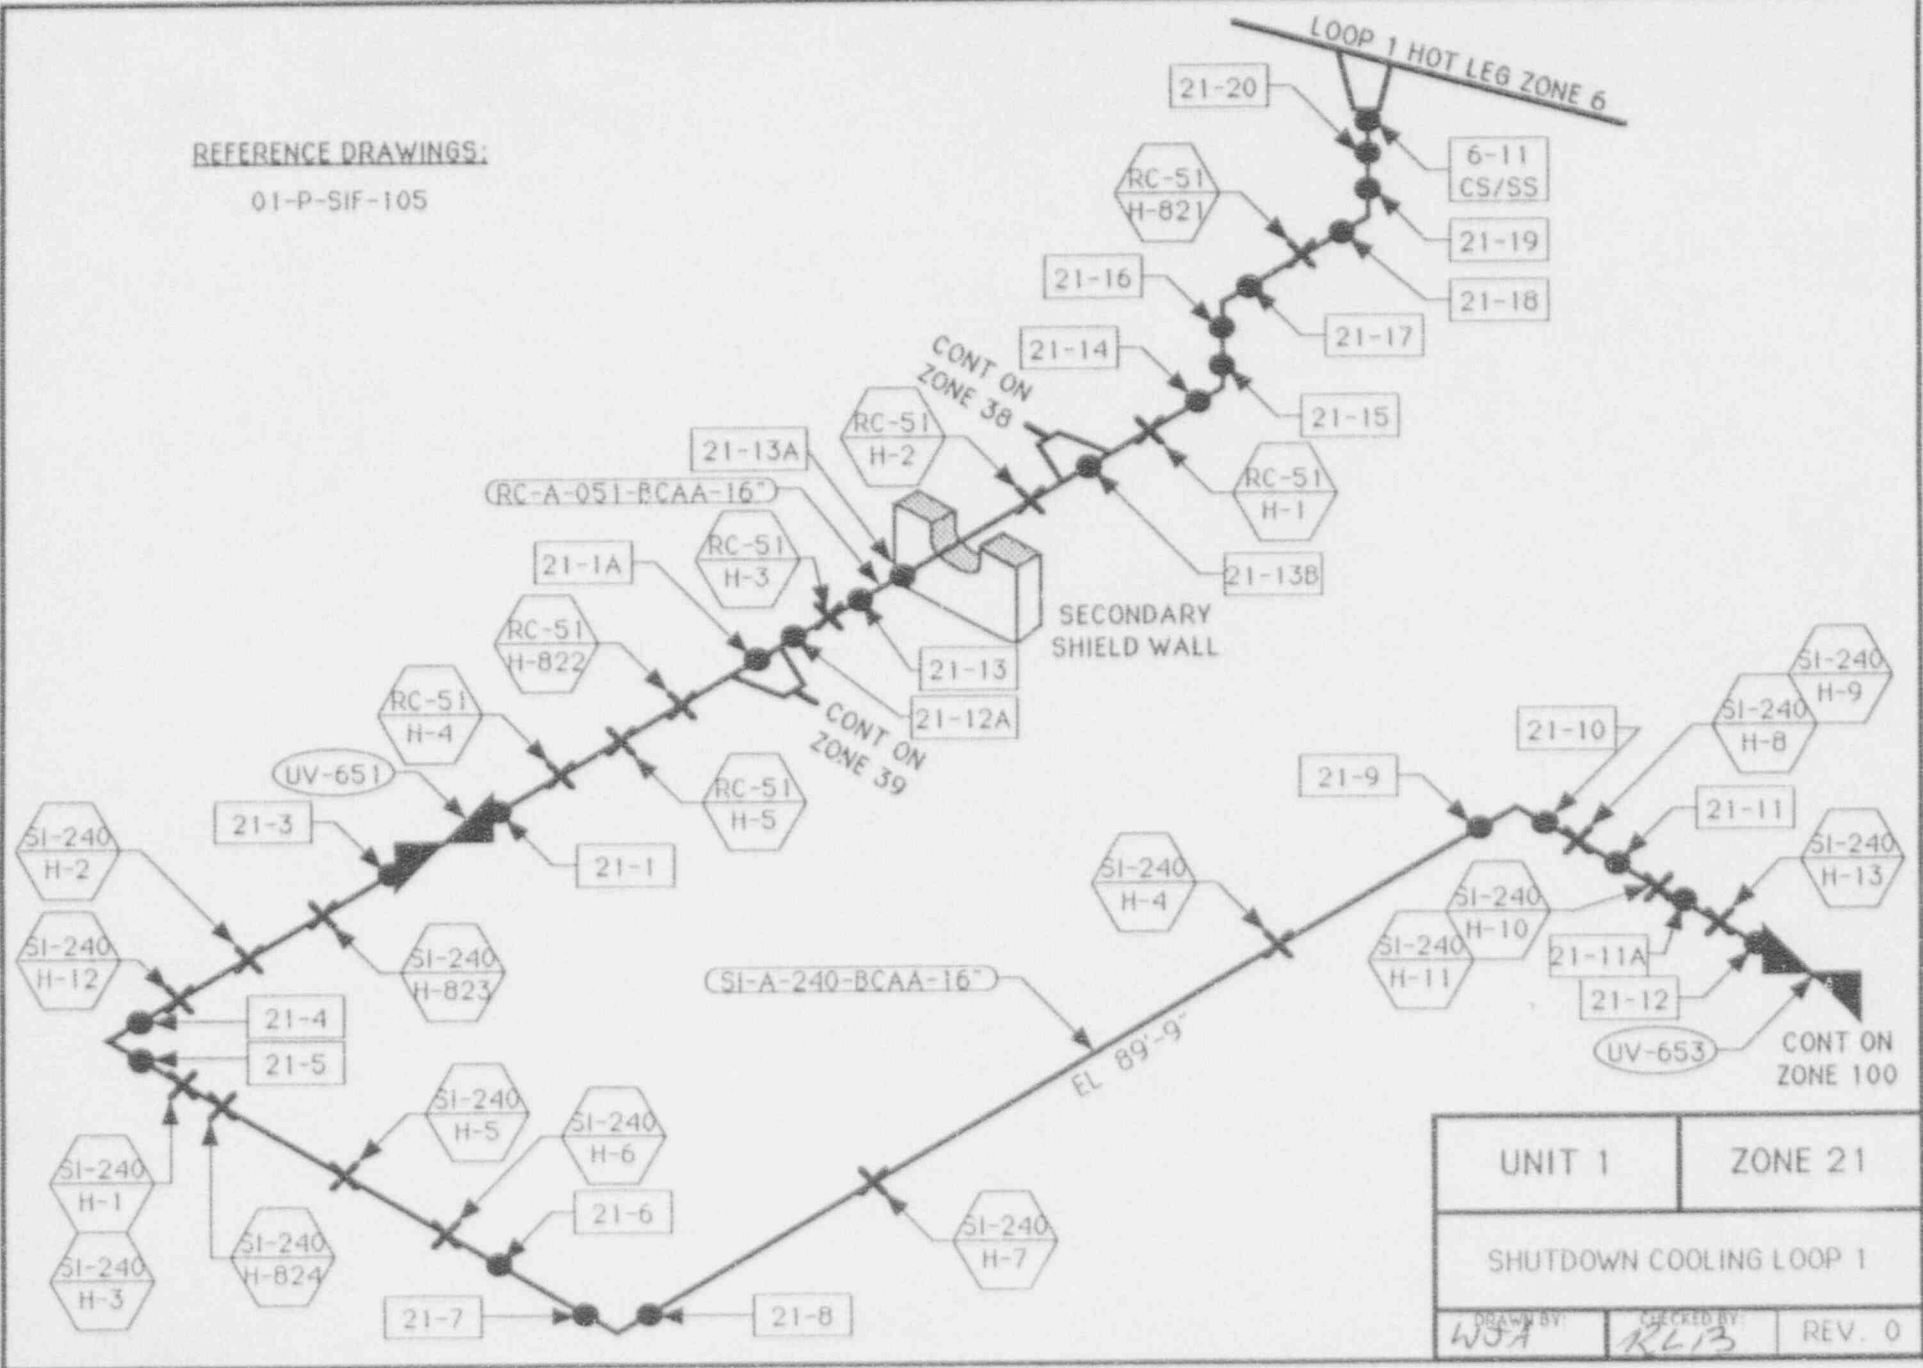 LOOP 1 HOT LEG ZONE 6
21-20
REFERENCE DRAWINGS:
01-P-SIF-105
6-11
CS/SS
RC-51
H-821
21-19
21-16
21-18
21-17
21-14
CONT ON
ZONE 38
21-15
RC-51
H-2
21-13A
RC-51
H-1
RC-A-051-BCAA-16"
RC-51
H-3
21-1A
21-13B
SECONDARY
SHIELD WALL
RC-51
H-822
21-13
21-12A
RC-51
H-4
CONT ON
ZONE 39
UV-651
RC-51
H-5
21-3
21-1
SI-240
H-2
SI-240
H-12
SI-240
H-823
21-4
21-5
SI-240
H-9
SI-240
H-8
21-10
21-9
21-11
SI-240
H-13
SI-240
H-4
SI-240
H-10
SI-240
H-11
21-11A
21-12
SI-A-240-BCAA-16"
EL 89'-9"
UV-653
CONT ON
ZONE 100
SI-240
H-5
SI-240
H-6
SI-240
H-1
21-6
SI-240
H-7
SI-240
H-824
SI-240
H-3
21-7
21-8
UNIT 1
ZONE 21
SHUTDOWN COOLING LOOP 1
DRAWN BY:
WJA
CHECKED BY:
RLB
REV. 0